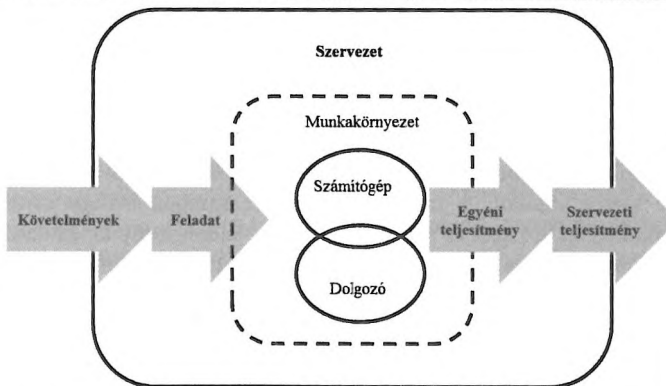 Szervezet
Munkakörnyezet
Számítógép
Követelmények
Feladat
Egyéni
teljesítmény
Szervezeti
teljesítmény
Dolgozó